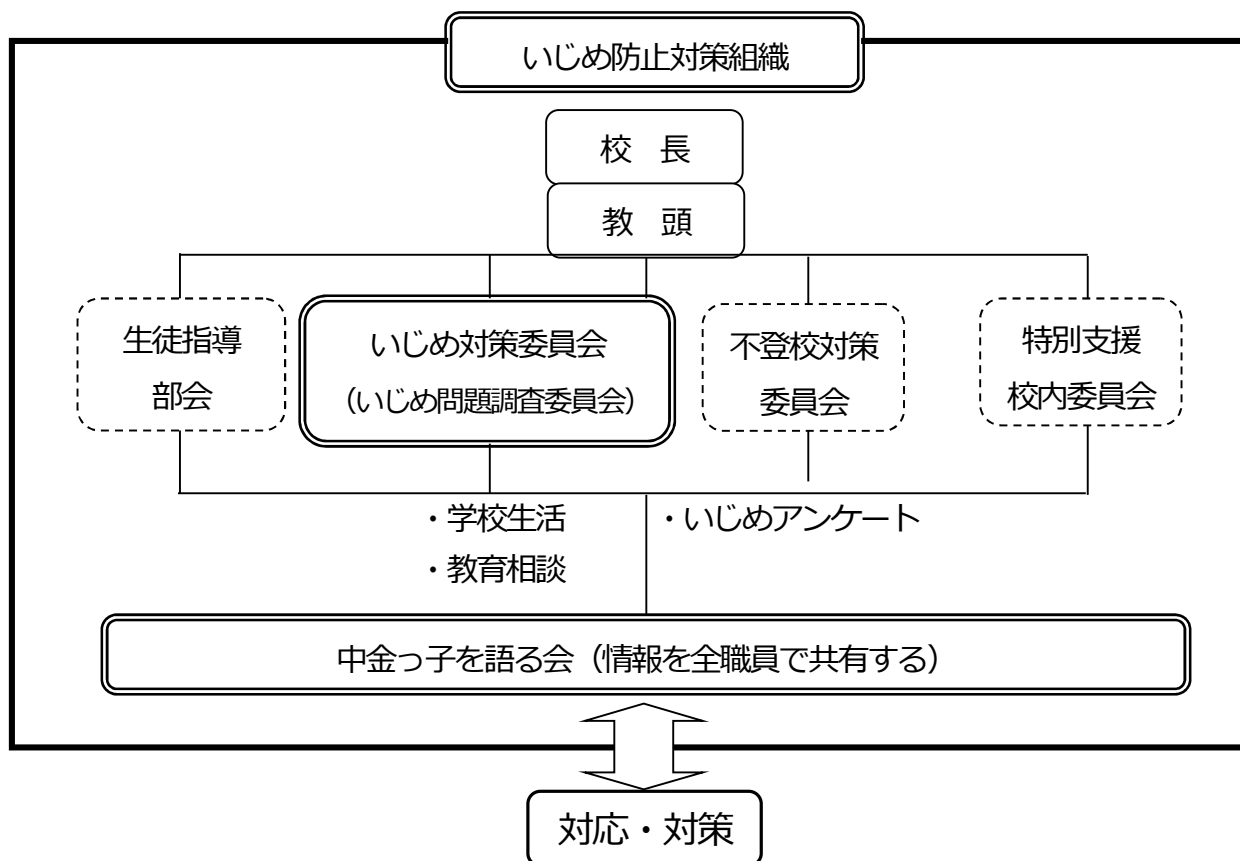 いじめ防止対策組織
校　長
教　頭
生徒指導
部会
いじめ対策委員会
（いじめ問題調査委員会）
不登校対策
委員会
特別支援
校内委員会
・学校生活
・教育相談
・いじめアンケート
中金っ子を語る会（情報を全職員で共有する）
対応・対策